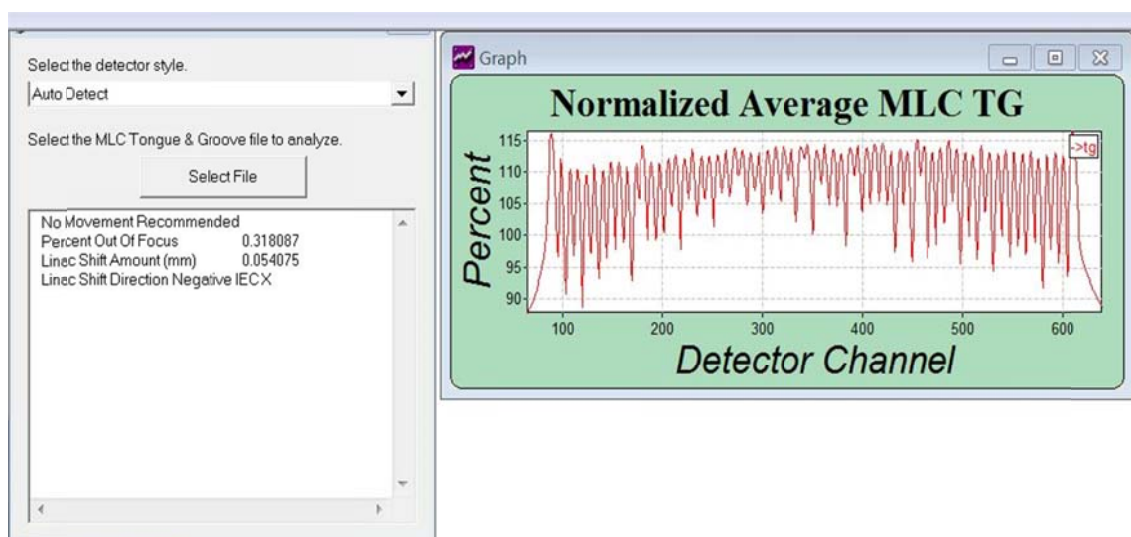 Select the detector style.
Auto Detect
Select the MLC Tongue & Groove file to analyze.
Select File
No Movement Recommended
Percent Out Of Focus 0.318087
Linac Shift Amount (mm) 0.054075
Linac Shift Direction Negative IECX
Graph
Normalized Average MLC TG
->tg
Percent
115
110
105
100
95
90
100 200 300 400 500 600
Detector Channel